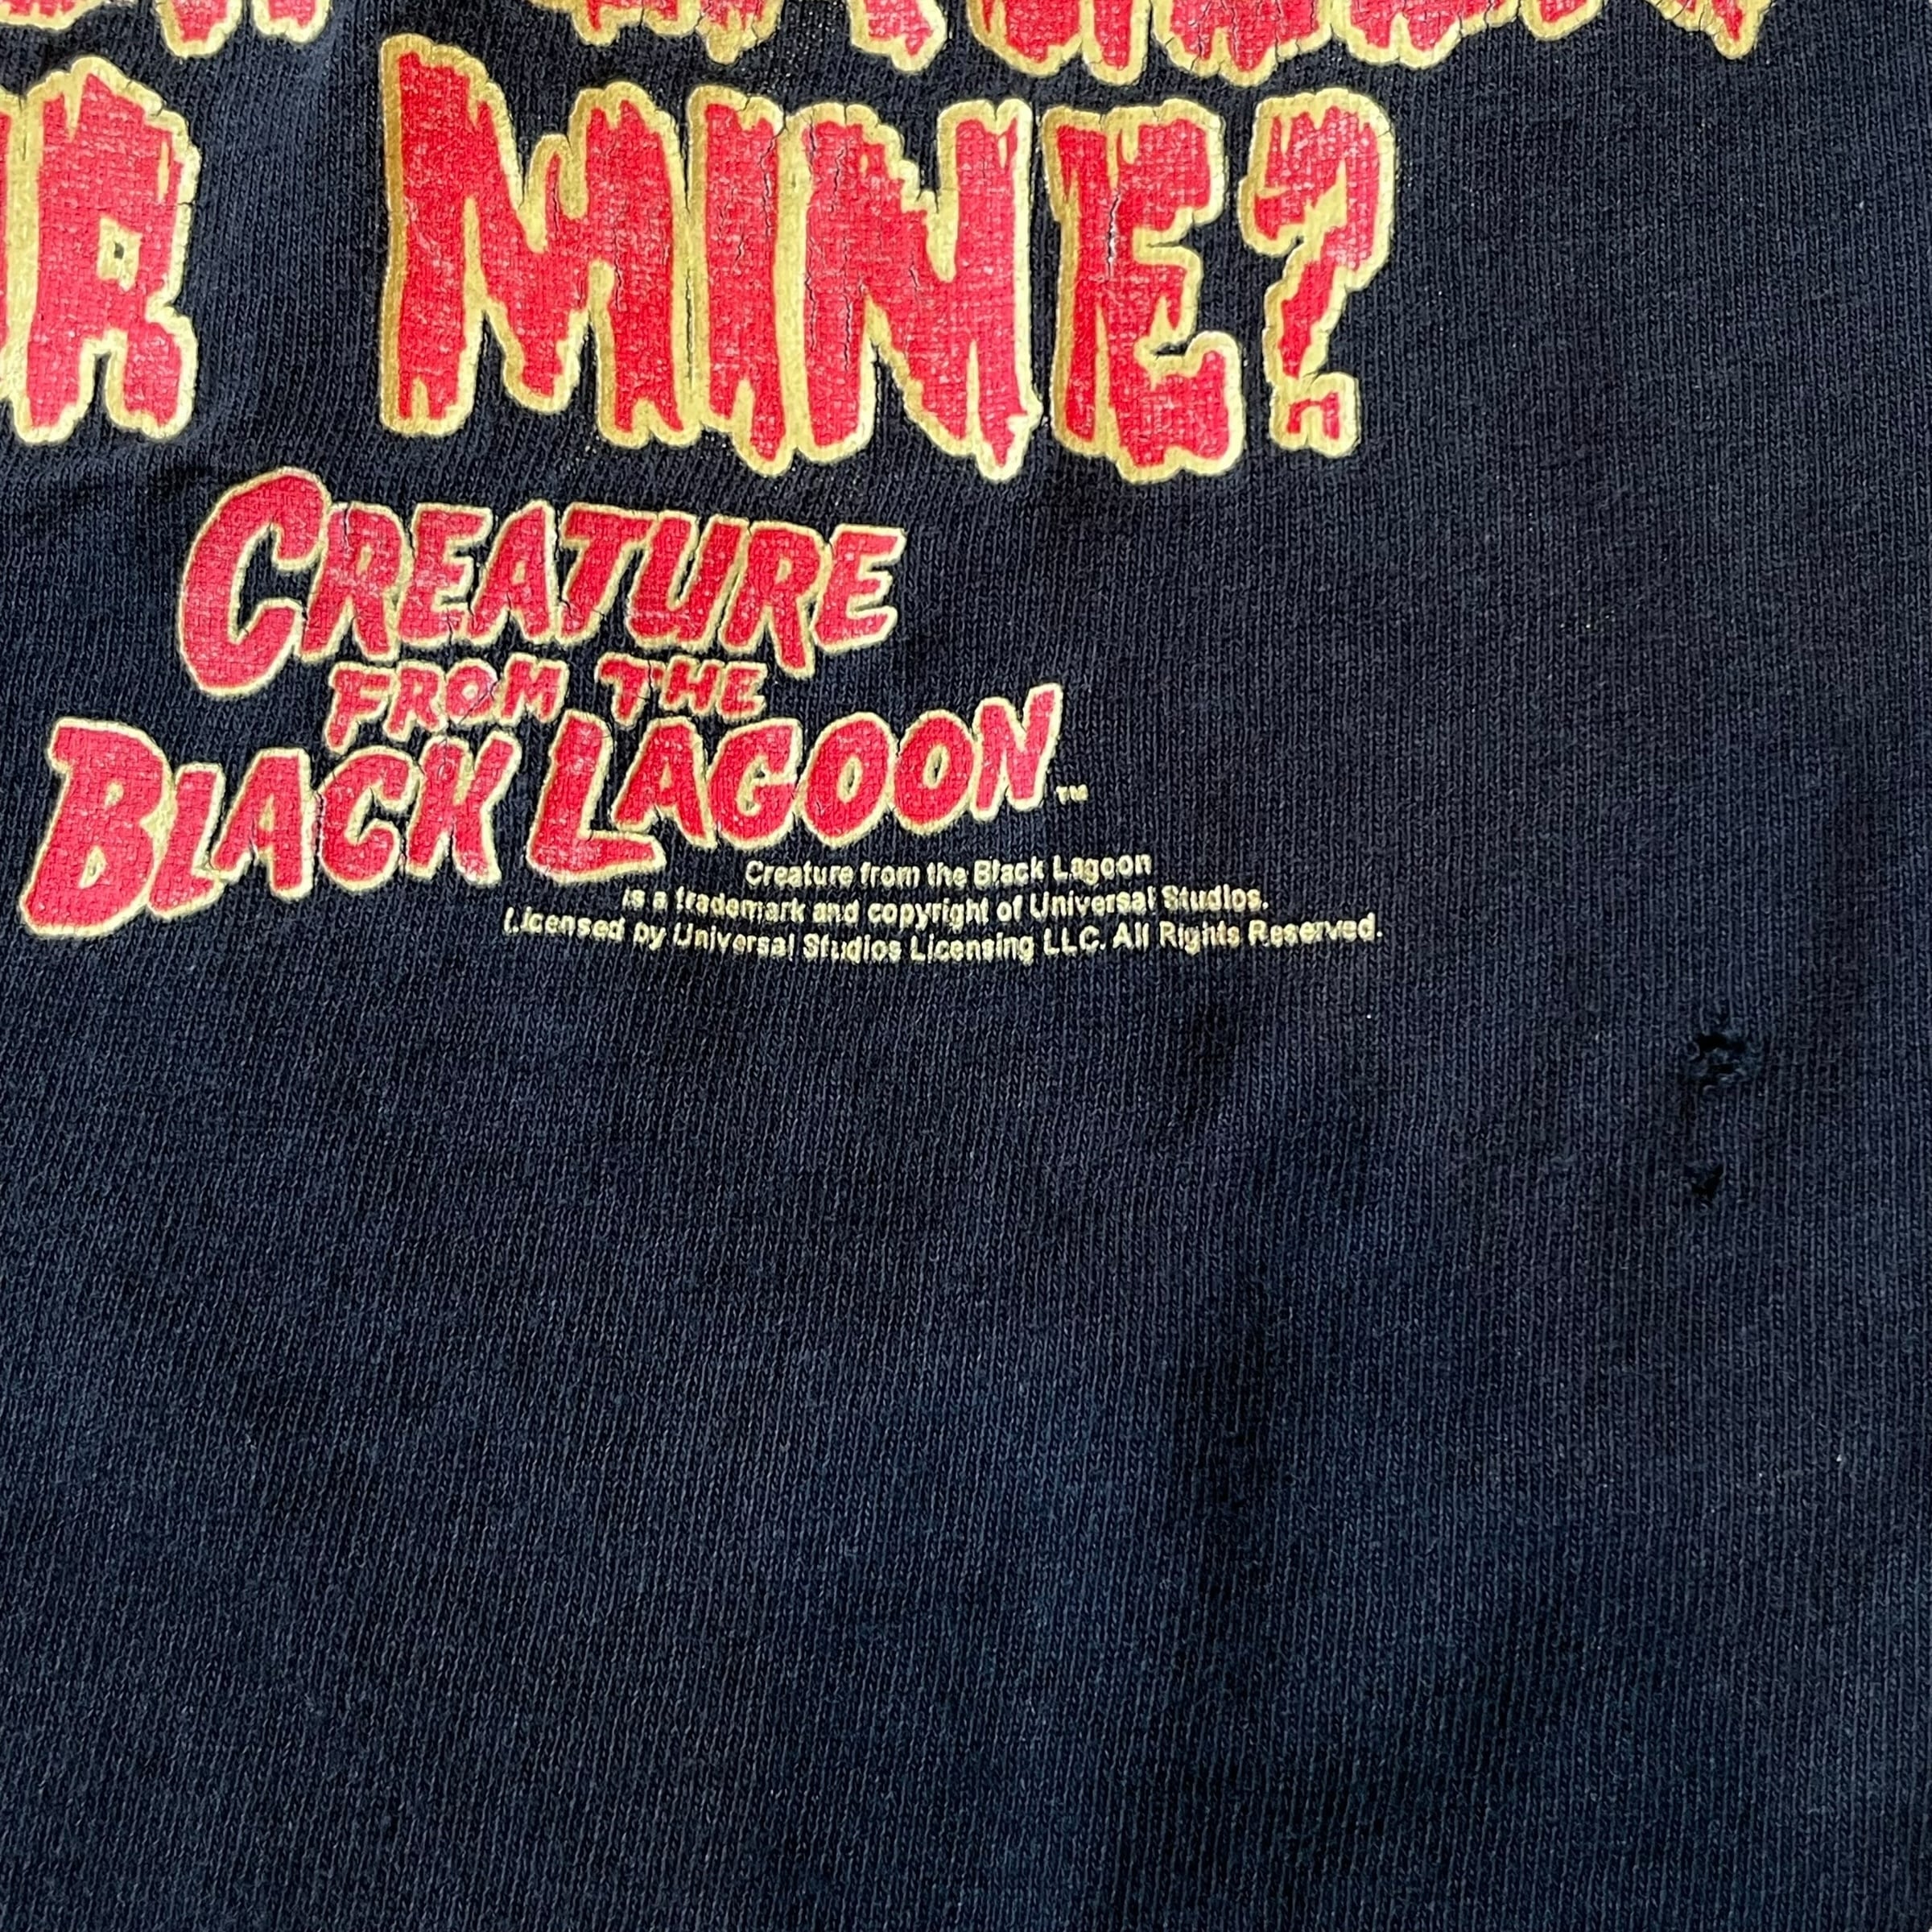 MINE?
CREATURE
FROM THE
BLACK LAGOON™
Creature from the Black Lagoon
is a trademark and copyright of Universal Studios.
Licensed by Universal Studios Licensing LLC. All Rights Reserved.